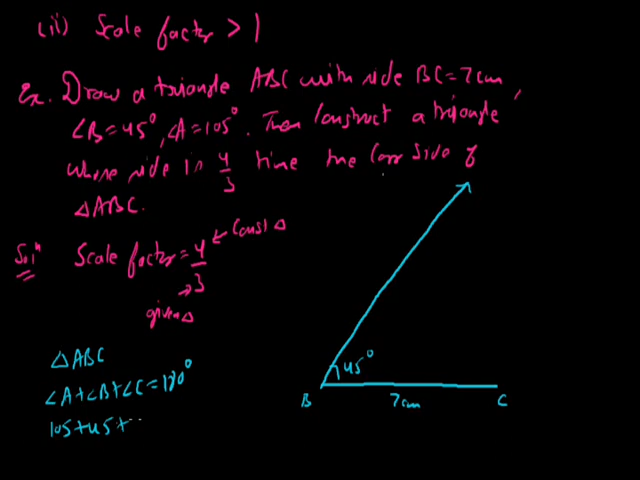 (ii) Scale factor > 1
Ex. Draw a triangle ABC with side BC=7cm,
∠B=45°, ∠A=105°. Then Construct a triangle
whose side is 4/3 time the corr side of
△ABC.
Solⁿ Scale factor = 4/3 ← Const △
given △
△ABC
∠A+∠B+∠C=180°
105+45+
45°
B 7cm C